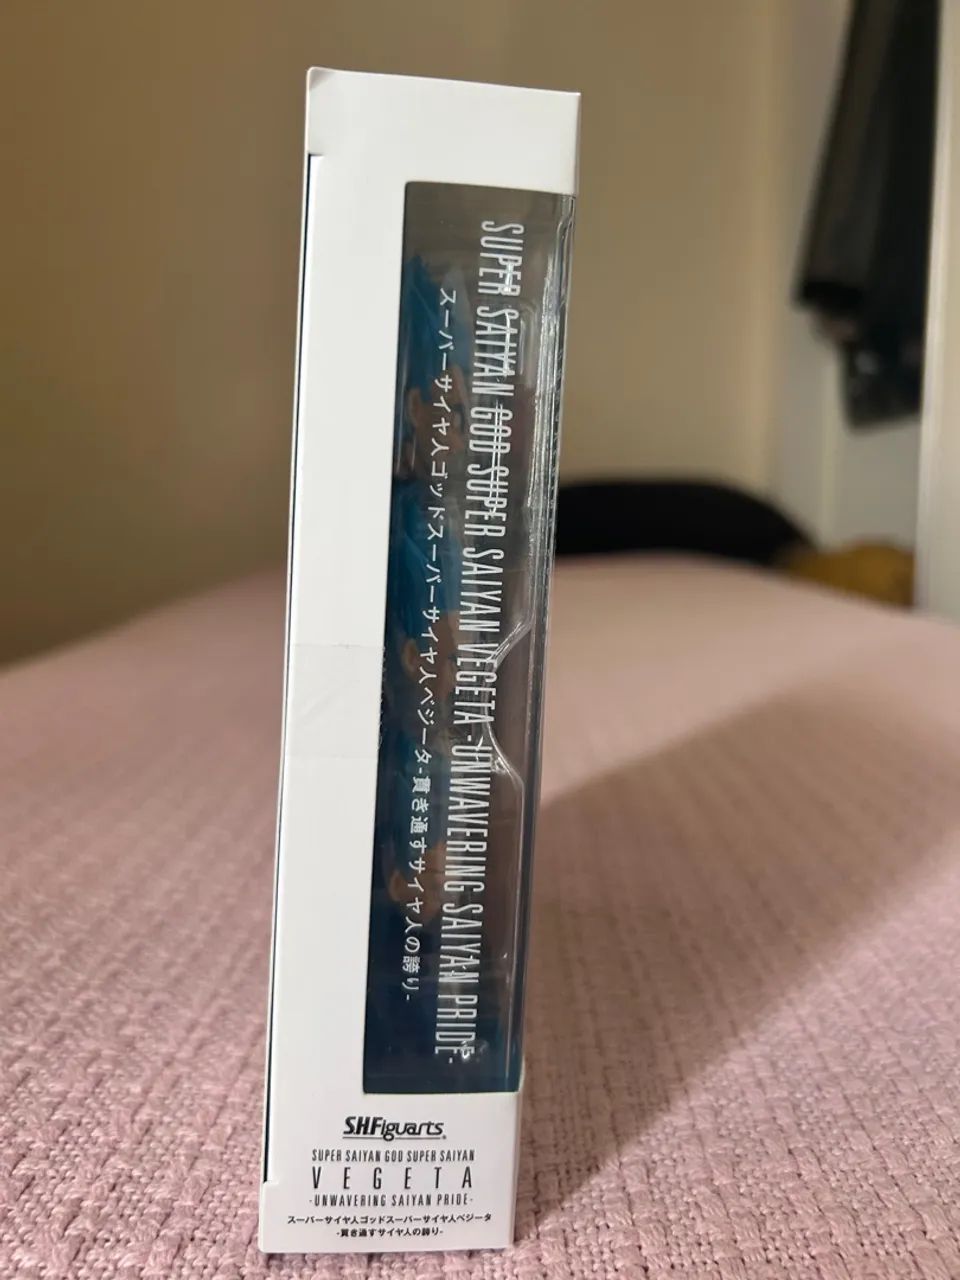 SUPER SAIYAN GOD SUPER SAIYAN VEGETA -UNWAVERING SAIYAN PRIDE-
スーパーサイヤ人ゴッドスーパーサイヤ人ベジータ-貫き通すサイヤ人の誇り-
S.H.Figuarts
SUPER SAIYAN GOD SUPER SAIYAN
VEGETA
-UNWAVERING SAIYAN PRIDE-
スーパーサイヤ人ゴッドスーパーサイヤ人ベジータ
-貫き通すサイヤ人の誇り-